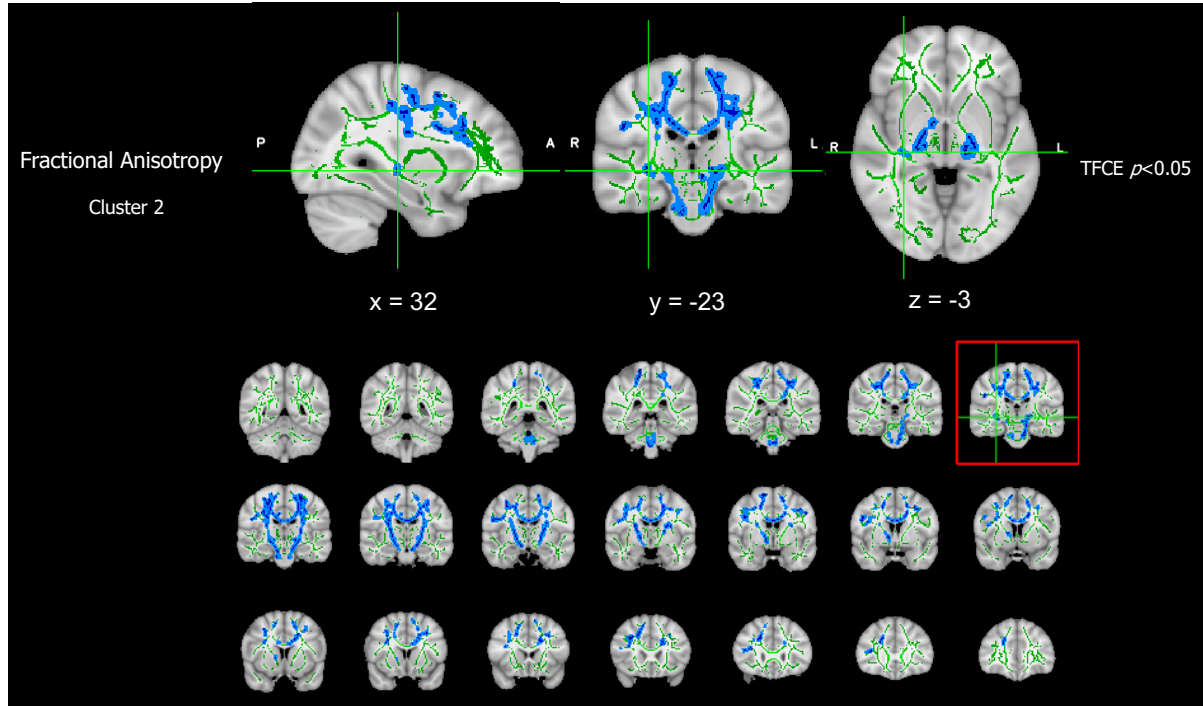 Fractional Anisotropy
Cluster 2
P
A
R
L
R
L
TFCE p<0.05
x = 32
y = -23
z = -3